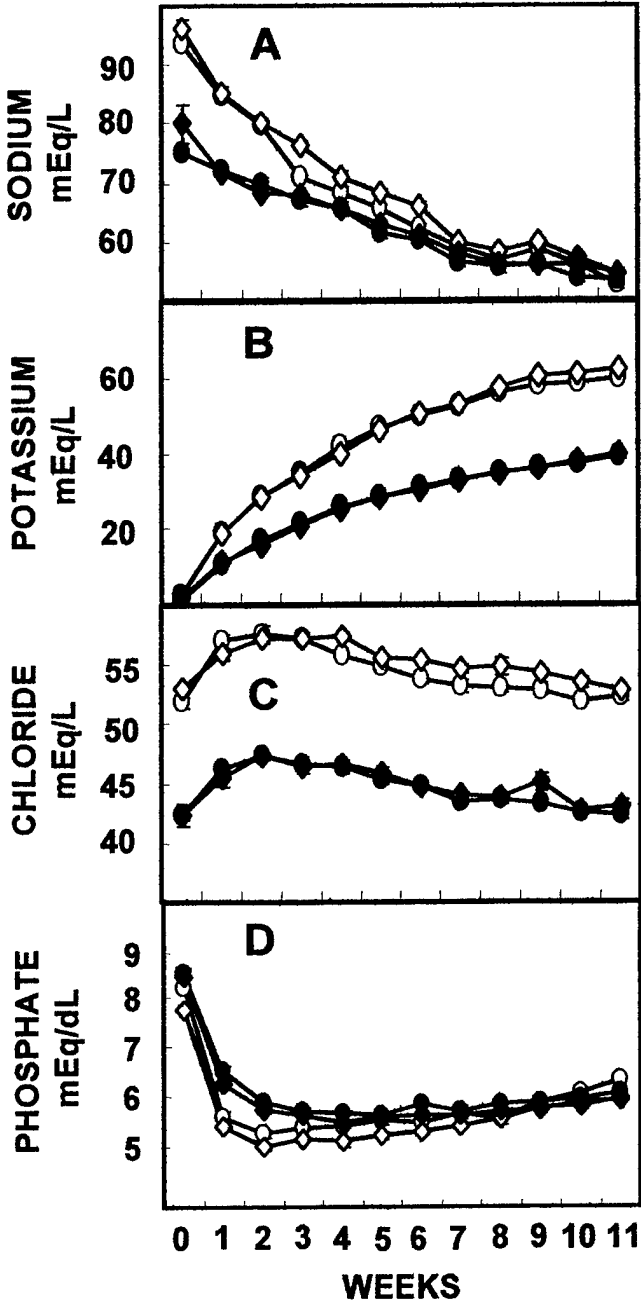 A
SODIUM
mEq/L
90
80
70
60
B
POTASSIUM
mEq/L
60
40
20
C
CHLORIDE
mEq/L
55
50
45
40
D
PHOSPHATE
mEq/dL
9
8
7
6
5
0 1 2 3 4 5 6 7 8 9 10 11
WEEKS